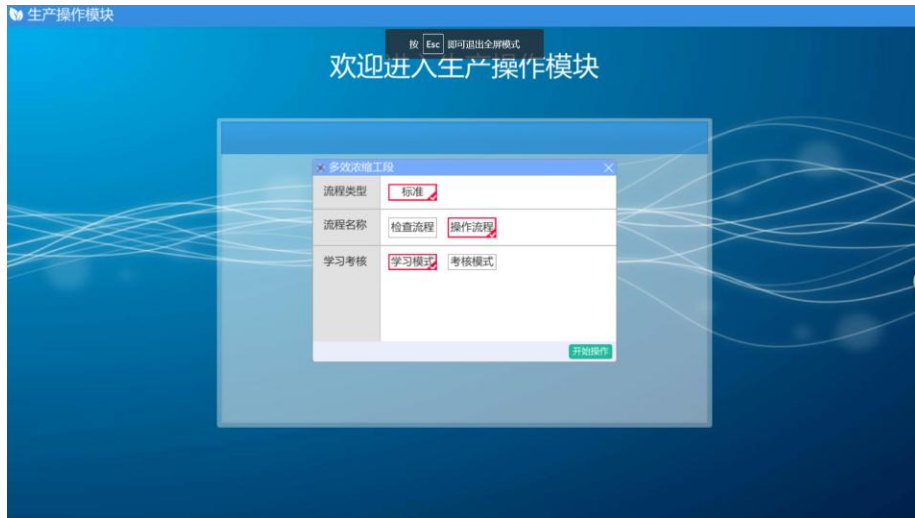 生产操作模块
按 Esc 即可退出全屏模式
欢迎进入生产操作模块
多效浓缩工段
流程类型 标准
流程名称 检查流程 操作流程
学习考核 学习模式 考核模式
开始操作